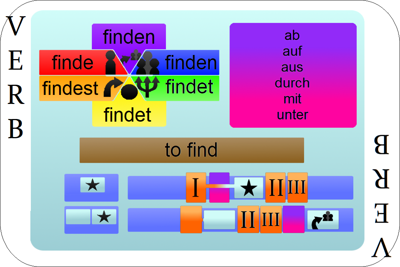 VERB
finden
finde
finden
findest
findet
findet
ab
auf
aus
durch
mit
unter
to find
I
II
III
II
III
VERB